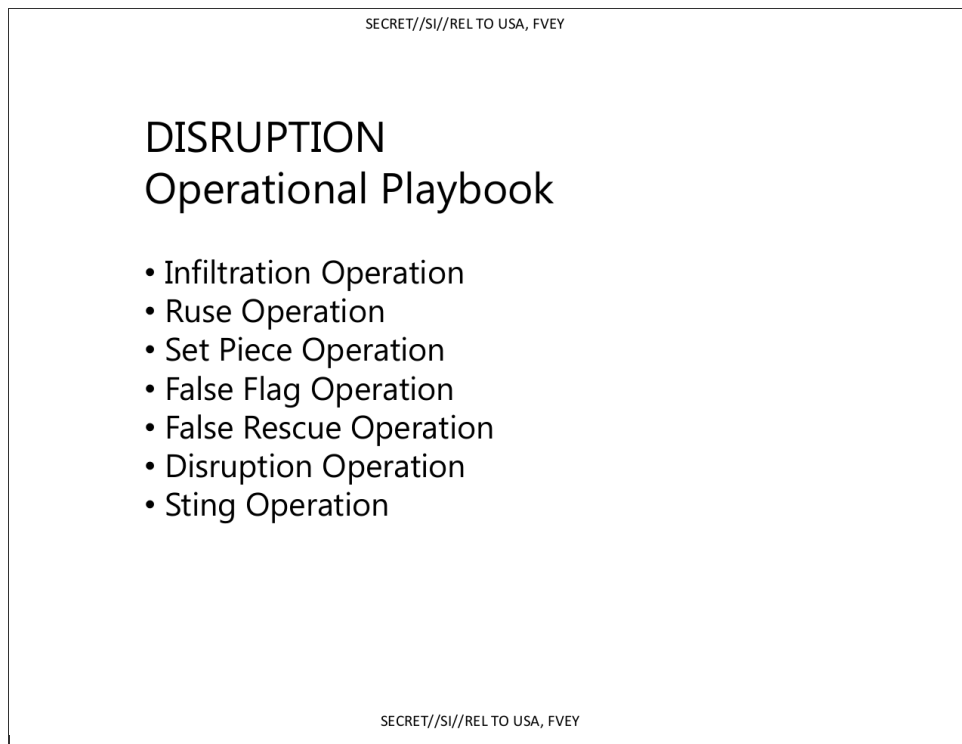 SECRET//SI//REL TO USA, FVEY
DISRUPTION
Operational Playbook
• Infiltration Operation
• Ruse Operation
• Set Piece Operation
• False Flag Operation
• False Rescue Operation
• Disruption Operation
• Sting Operation
SECRET//SI//REL TO USA, FVEY